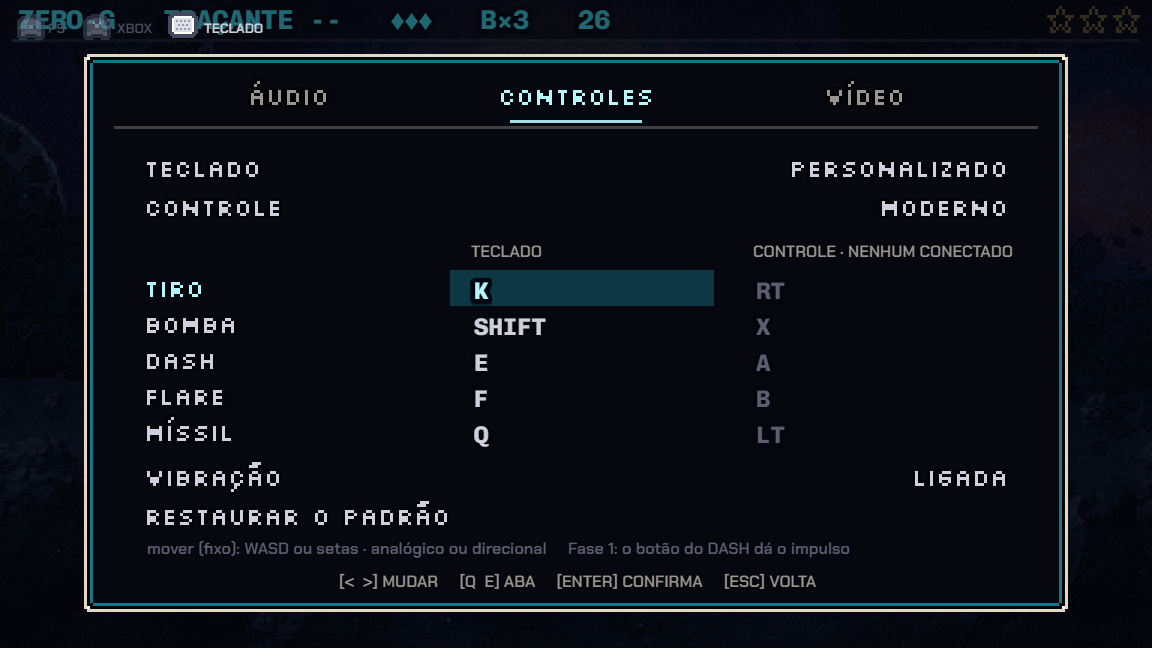 ZERO G TRAÇANTE -- ♦♦♦ B×3 26
PS XBOX TECLADO
ÁUDIO CONTROLES VÍDEO
TECLADO PERSONALIZADO
CONTROLE MODERNO
TECLADO CONTROLE · NENHUM CONECTADO
TIRO K RT
BOMBA SHIFT X
DASH E A
FLARE F B
MÍSSIL Q LT
VIBRAÇÃO LIGADA
RESTAURAR O PADRÃO
mover (fixo): WASD ou setas · analógico ou direcional Fase 1: o botão do DASH dá o impulso
[< >] MUDAR [Q E] ABA [ENTER] CONFIRMA [ESC] VOLTA